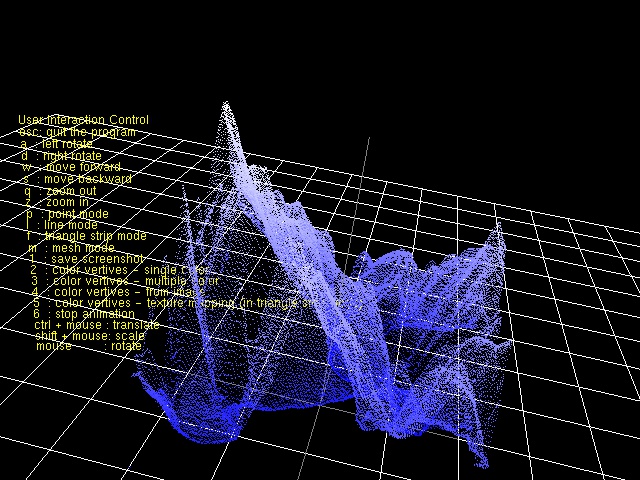 User Interaction Control
esc: quit the program
a : left rotate
d : right rotate
w : move forward
s : move backward
q : zoom out
z : zoom in
p : point mode
l : line mode
t : triangle strip mode
m : mesh mode
1 : save screenshot
2 : color vertives - single color
3 : color vertives - multiple color
4 : color vertives - from image
5 : color vertives - texture mapping (in triangle
6 : stop animation
ctrl + mouse : translate
shift + mouse: scale
mouse : rotate